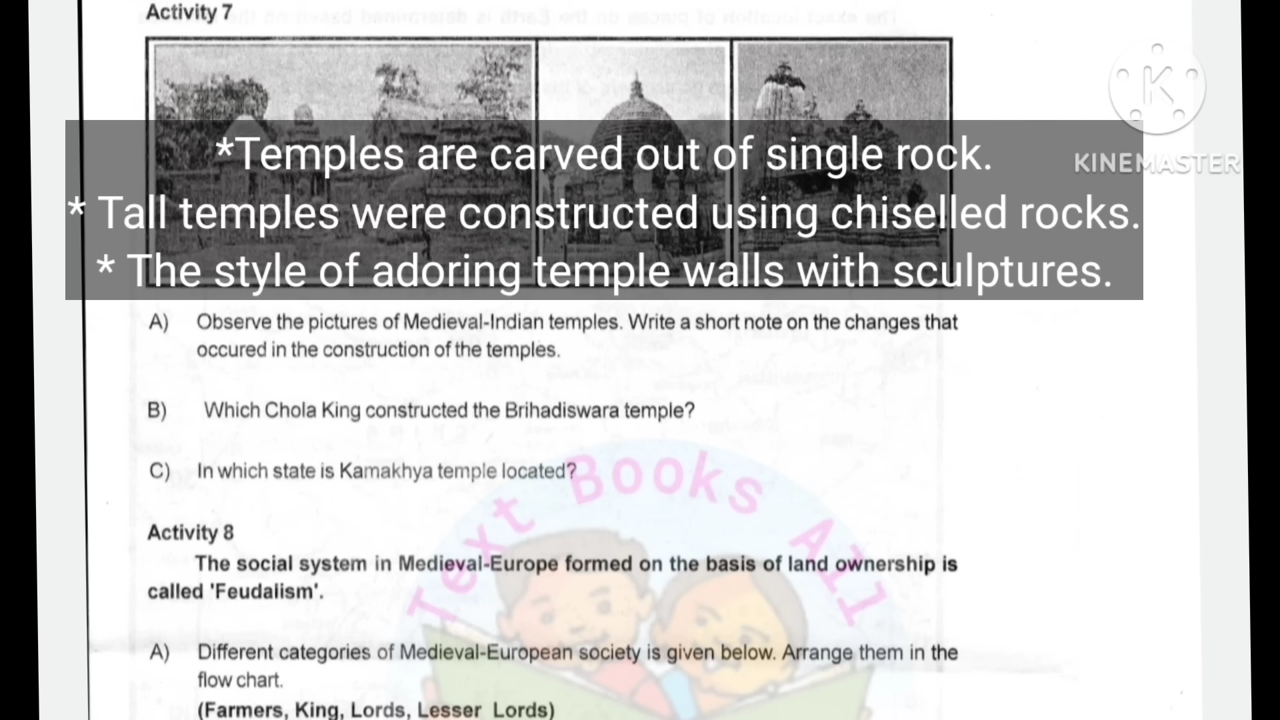 Activity 7
*Temples are carved out of single rock.
* Tall temples were constructed using chiselled rocks.
* The style of adoring temple walls with sculptures.
KINEMASTER
A) Observe the pictures of Medieval-Indian temples. Write a short note on the changes that
occured in the construction of the temples.
B) Which Chola King constructed the Brihadiswara temple?
C) In which state is Kamakhya temple located?
Text Books All
Activity 8
The social system in Medieval-Europe formed on the basis of land ownership is
called 'Feudalism'.
A) Different categories of Medieval-European society is given below. Arrange them in the
flow chart.
(Farmers, King, Lords, Lesser Lords)